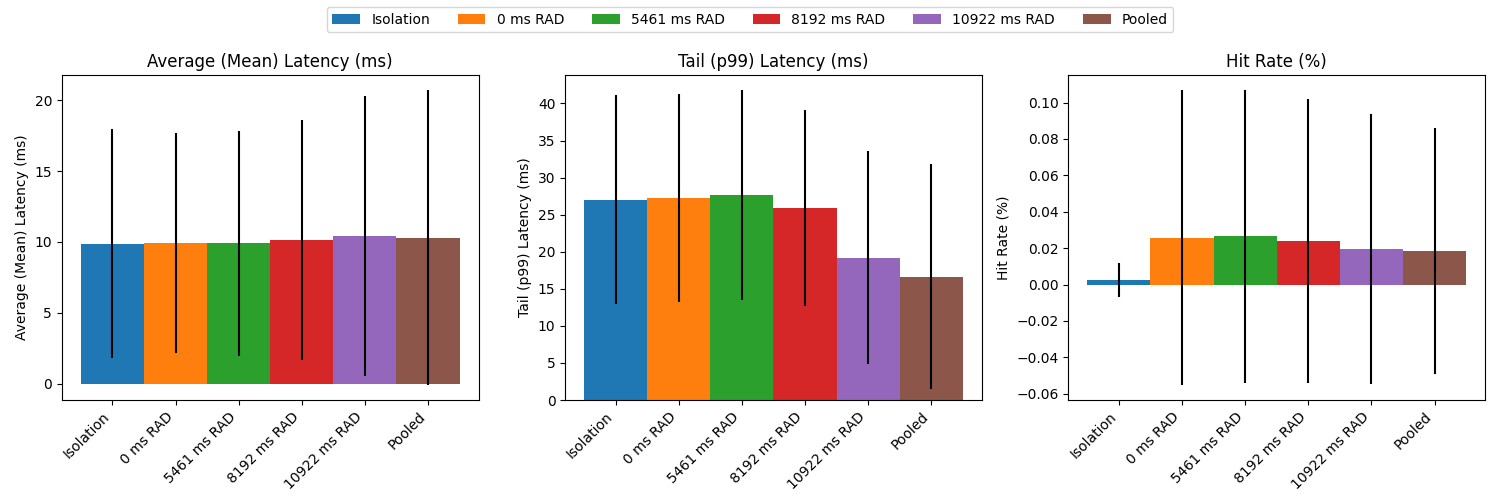 Isolation 0 ms RAD 5461 ms RAD 8192 ms RAD 10922 ms RAD Pooled
Average (Mean) Latency (ms)
Average (Mean) Latency (ms)
20
15
10
5
0
Isolation
0 ms RAD
5461 ms RAD
8192 ms RAD
10922 ms RAD
Pooled
Tail (p99) Latency (ms)
Tail (p99) Latency (ms)
40
35
30
25
20
15
10
5
0
Isolation
0 ms RAD
5461 ms RAD
8192 ms RAD
10922 ms RAD
Pooled
Hit Rate (%)
Hit Rate (%)
0.10
0.08
0.06
0.04
0.02
0.00
−0.02
−0.04
−0.06
Isolation
0 ms RAD
5461 ms RAD
8192 ms RAD
10922 ms RAD
Pooled